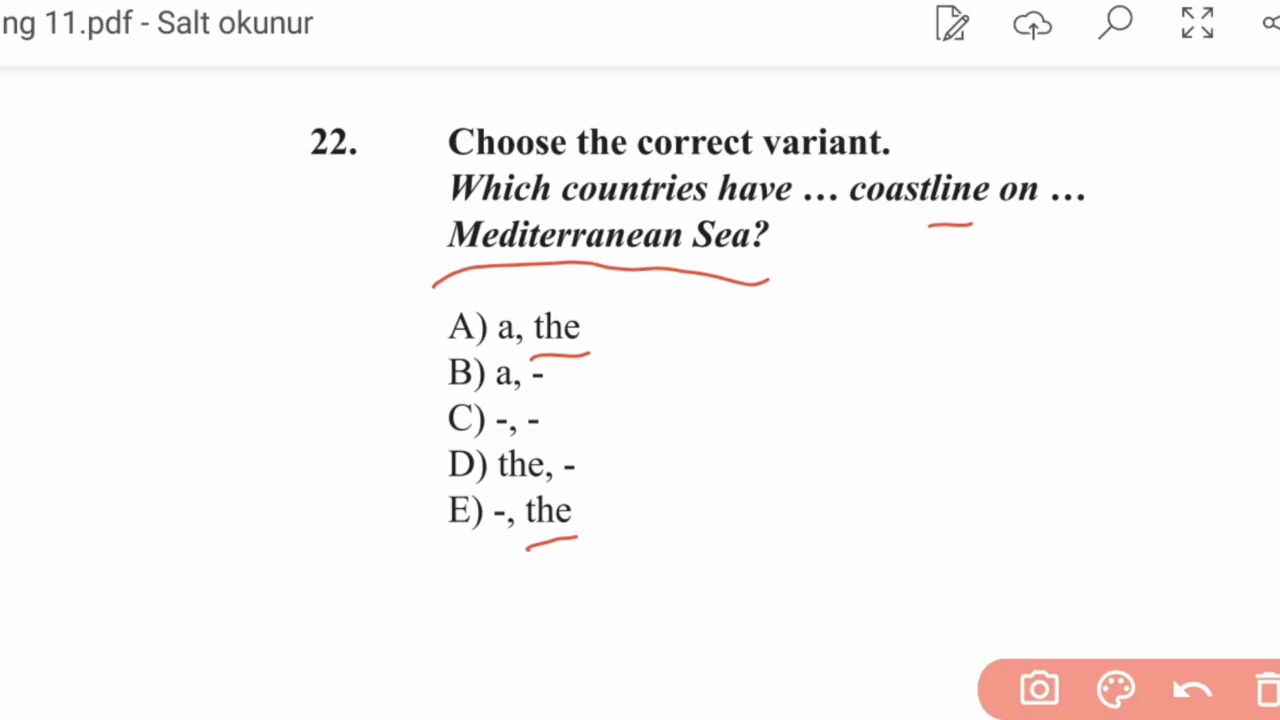 ng 11.pdf - Salt okunur
22. Choose the correct variant.
Which countries have ... coastline on ...
Mediterranean Sea?
A) a, the
B) a, -
C) -, -
D) the, -
E) -, the